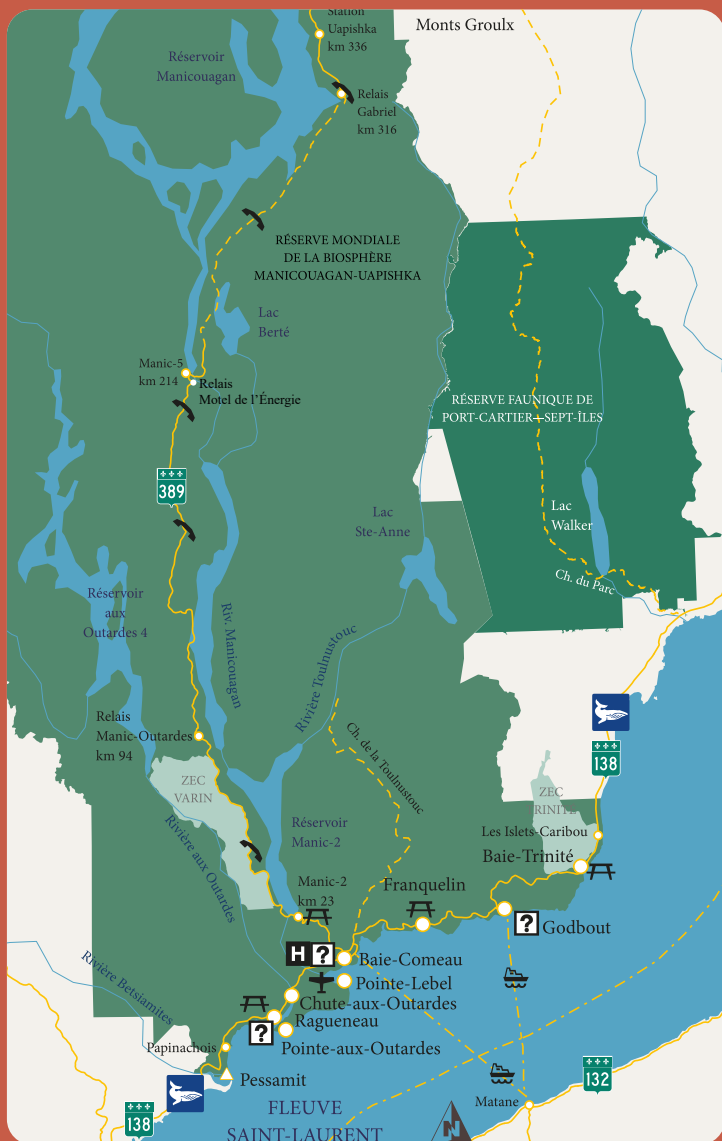 Station
Uapishka
km 336
Monts Groulx
Réservoir
Manicouagan
Relais
Gabriel
km 316
RÉSERVE MONDIALE
DE LA BIOSPHÈRE
MANICOUAGAN-UAPISHKA
Lac
Berté
Manic-5
km 214
Relais
Motel de l'Énergie
RÉSERVE FAUNIQUE DE
PORT-CARTIER–SEPT-ÎLES
389
Lac
Ste-Anne
Lac
Walker
Ch. du Parc
Réservoir
aux
Outardes 4
Riv. Manicouagan
Rivière Toulnustouc
Relais
Manic-Outardes
km 94
Ch. de la Toulnustouc
138
ZEC
VARIN
ZEC
TRINITÉ
Rivière aux Outardes
Réservoir
Manic-2
Les Islets-Caribou
Baie-Trinité
Manic-2
km 23
Franquelin
?
Godbout
H ?
Baie-Comeau
Rivière Betsiamites
Pointe-Lebel
Chute-aux-Outardes
Ragueneau
?
Pointe-aux-Outardes
Papinachois
Pessamit
132
Matane
138
FLEUVE
SAINT-LAURENT
N